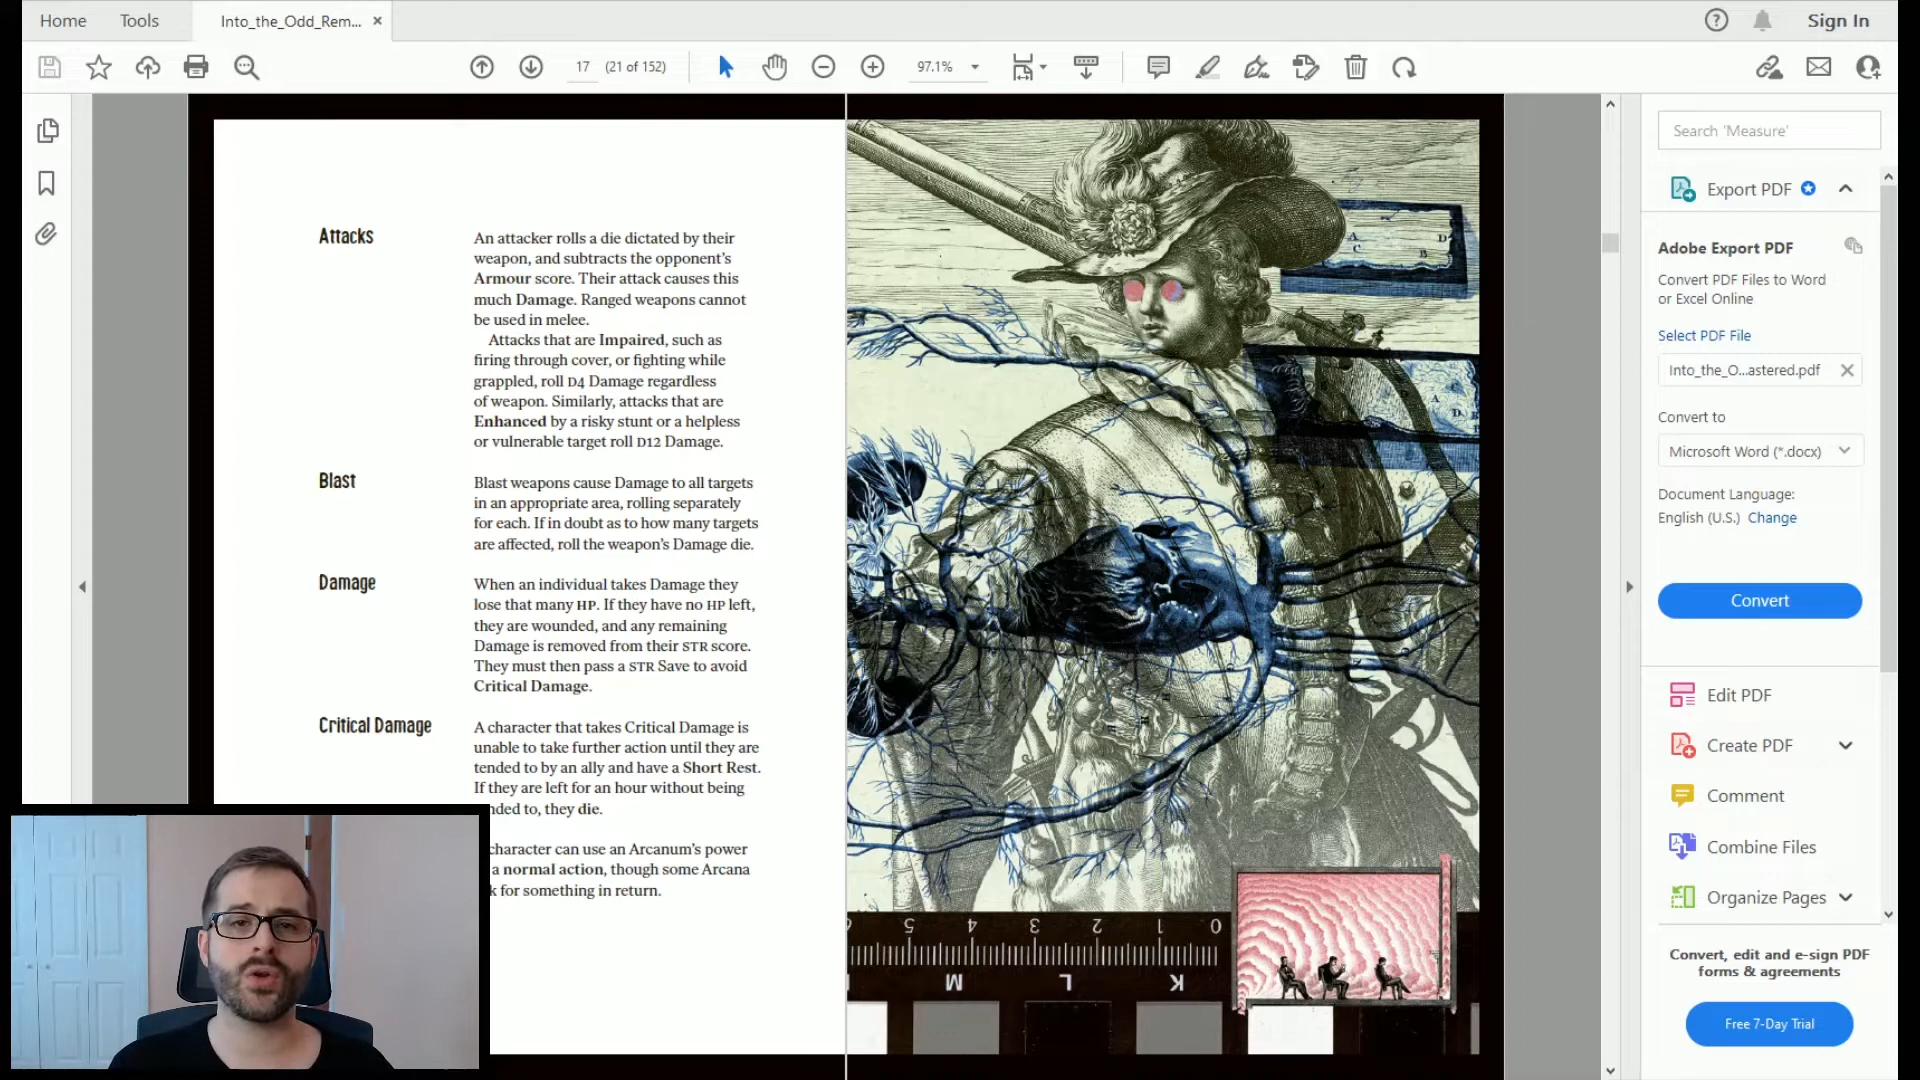 Home
Tools
Into_the_Odd_Rem...
Sign In
17
(21 of 152)
97.1%
Attacks
An attacker rolls a die dictated by their
weapon, and subtracts the opponent's
Armour score. Their attack causes this
much Damage. Ranged weapons cannot
be used in melee.
Attacks that are Impaired, such as
firing through cover, or fighting while
grappled, roll D4 Damage regardless
of weapon. Similarly, attacks that are
Enhanced by a risky stunt or a helpless
or vulnerable target roll D12 Damage.
Blast
Blast weapons cause Damage to all targets
in an appropriate area, rolling separately
for each. If in doubt as to how many targets
are affected, roll the weapon's Damage die.
Damage
When an individual takes Damage they
lose that many HP. If they have no HP left,
they are wounded, and any remaining
Damage is removed from their STR score.
They must then pass a STR Save to avoid
Critical Damage.
Critical Damage
A character that takes Critical Damage is
unable to take further action until they are
tended to by an ally and have a Short Rest.
If they are left for an hour without being
nded to, they die.
character can use an Arcanum's power
a normal action, though some Arcana
k for something in return.
A
C
B
D
5 4 3 2 1 0
M L K
Search 'Measure'
Export PDF
Adobe Export PDF
Convert PDF Files to Word
or Excel Online
Select PDF File
Into_the_O...astered.pdf
Convert to
Microsoft Word (*.docx)
Document Language:
English (U.S.) Change
Convert
Edit PDF
Create PDF
Comment
Combine Files
Organize Pages
Convert, edit and e-sign PDF
forms & agreements
Free 7-Day Trial